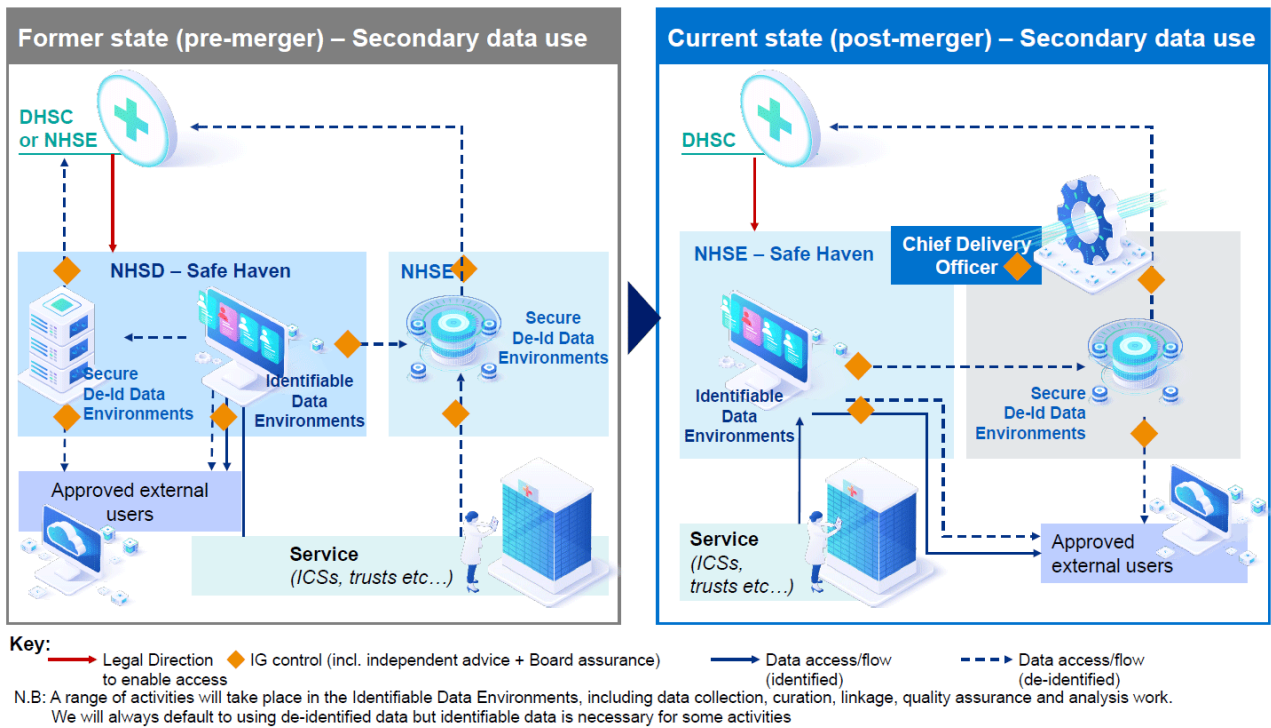 Former state (pre-merger) – Secondary data use
DHSC
or NHSE
NHSD – Safe Haven
NHSE
Secure
De-Id Data
Environments
Secure
De-Id Data
Environments
Identifiable
Data
Environments
Approved external
users
Service
(ICSs, trusts etc…)
Current state (post-merger) – Secondary data use
DHSC
NHSE – Safe Haven
Chief Delivery
Officer
Identifiable
Data
Environments
Secure
De-Id Data
Environments
Service
(ICSs,
trusts etc…)
Approved
external users
Key:
Legal Direction
to enable access
IG control (incl. independent advice + Board assurance)
Data access/flow
(identified)
Data access/flow
(de-identified)
N.B: A range of activities will take place in the Identifiable Data Environments, including data collection, curation, linkage, quality assurance and analysis work.
We will always default to using de-identified data but identifiable data is necessary for some activities